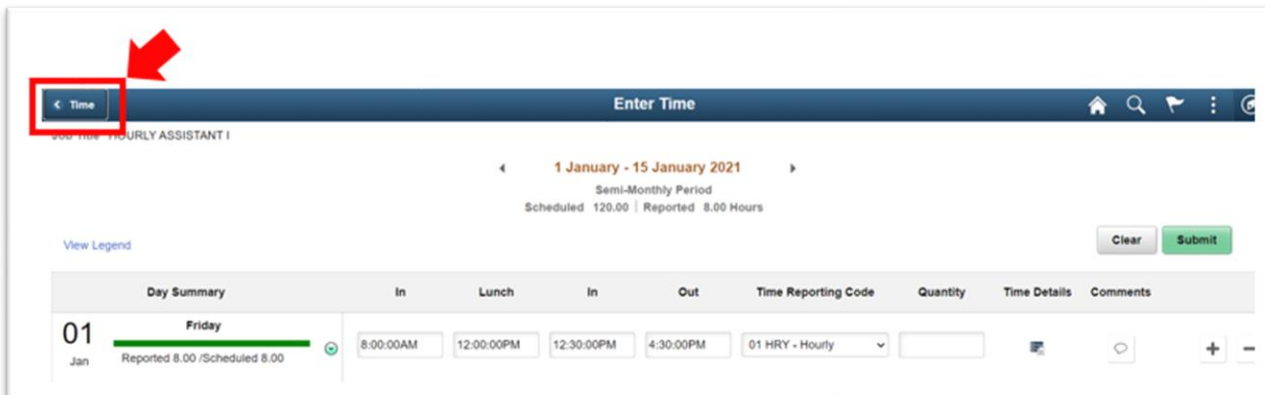 < Time
Enter Time
Job Title HOURLY ASSISTANT I
1 January - 15 January 2021
Semi-Monthly Period
Scheduled 120.00 | Reported 8.00 Hours
View Legend
Clear
Submit
Day Summary In Lunch In Out Time Reporting Code Quantity Time Details Comments
01
Jan
Friday
Reported 8.00 /Scheduled 8.00
8:00:00AM 12:00:00PM 12:30:00PM 4:30:00PM 01 HRY - Hourly